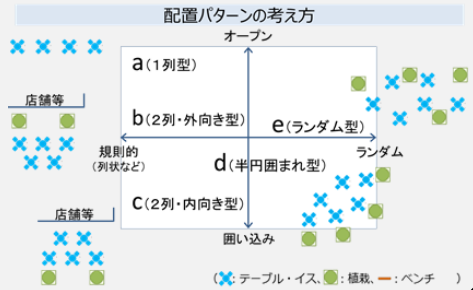 配置パターンの考え方
オープン
a(1列型)
店舗等
b(2列・外向き型)
e(ランダム型)
規則的
(列状など)
ランダム
d(半円囲まれ型)
c(2列・内向き型)
店舗等
囲い込み
( :テーブル・イス、 :植栽、 :ベンチ )